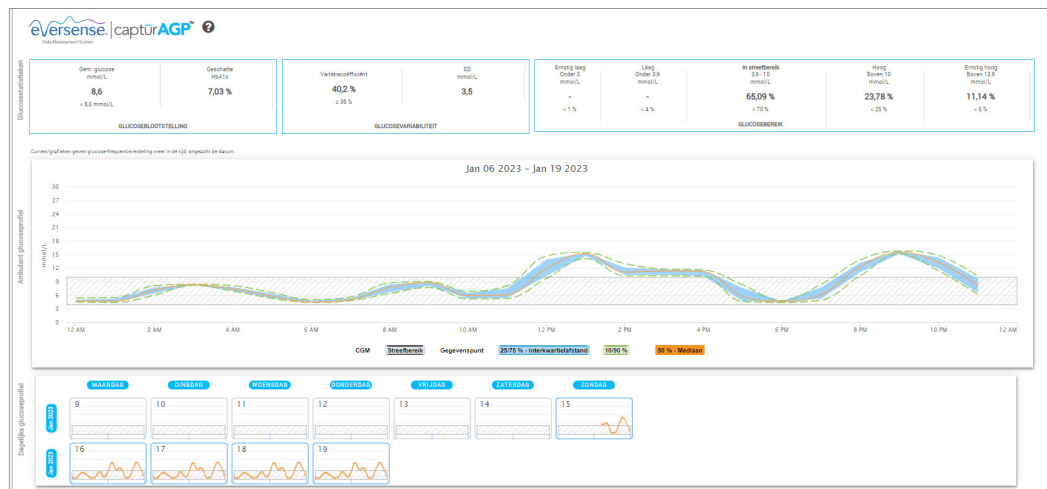 eversense. | captūrAGP™ ?
Data Management System
Glucosestatistieken
Gem. glucose
mmol/L
8,6
< 8.5 mmol/L
Geschatte
HbA1c
7,03 %
GLUCOSEBLOOTSTELLING
Variatiecoëfficiënt
40,2 %
≤ 36 %
SD
mmol/L
3,5
GLUCOSEVARIABILITEIT
Ernstig laag
Onder 3
mmol/L
-
< 1 %
Laag
Onder 3,9
mmol/L
-
< 4 %
In streefbereik
3,9 - 10
mmol/L
65,09 %
> 70 %
Hoog
Boven 10
mmol/L
23,78 %
< 25 %
Ernstig hoog
Boven 13,9
mmol/L
11,14 %
< 5 %
GLUCOSEBEREIK
Curven/grafieken geven glucose-frequentieverdeling weer in de tijd, ongeacht de datum.
Ambulant glucoseprofiel
Jan 06 2023 – Jan 19 2023
mmol/L
30
27
24
21
18
15
12
9
6
3
0
12 AM 2 AM 4 AM 6 AM 8 AM 10 AM 12 PM 2 PM 4 PM 6 PM 8 PM 10 PM 12 AM
CGM Streefbereik Gegevenspunt 25/75 % - Interkwartielafstand 10/90 % 50 % - Mediaan
Dagelijks glucoseprofiel
MAANDAG DINSDAG WOENSDAG DONDERDAG VRIJDAG ZATERDAG ZONDAG
Jan 2023 9 10 11 12 13 14 15
Jan 2023 16 17 18 19